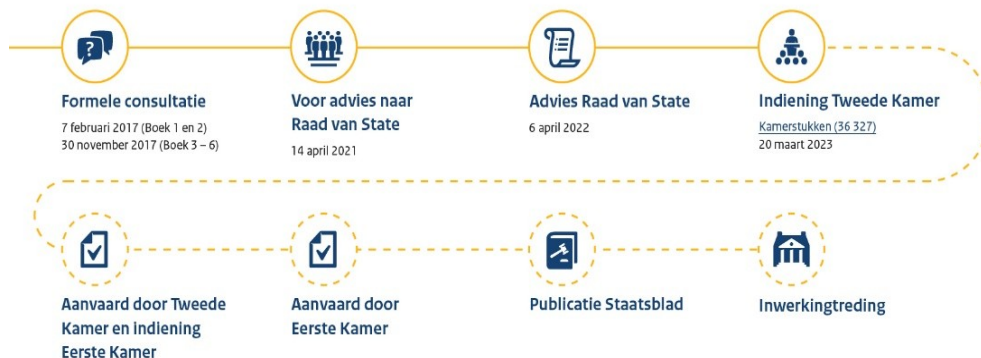 ?
Formele consultatie
7 februari 2017 (Boek 1 en 2)
30 november 2017 (Boek 3 – 6)
Voor advies naar
Raad van State
14 april 2021
Advies Raad van State
6 april 2022
Indiening Tweede Kamer
Kamerstukken (36 327)
20 maart 2023
Aanvaard door Tweede
Kamer en indiening
Eerste Kamer
Aanvaard door
Eerste Kamer
Publicatie Staatsblad
Inwerkingtreding